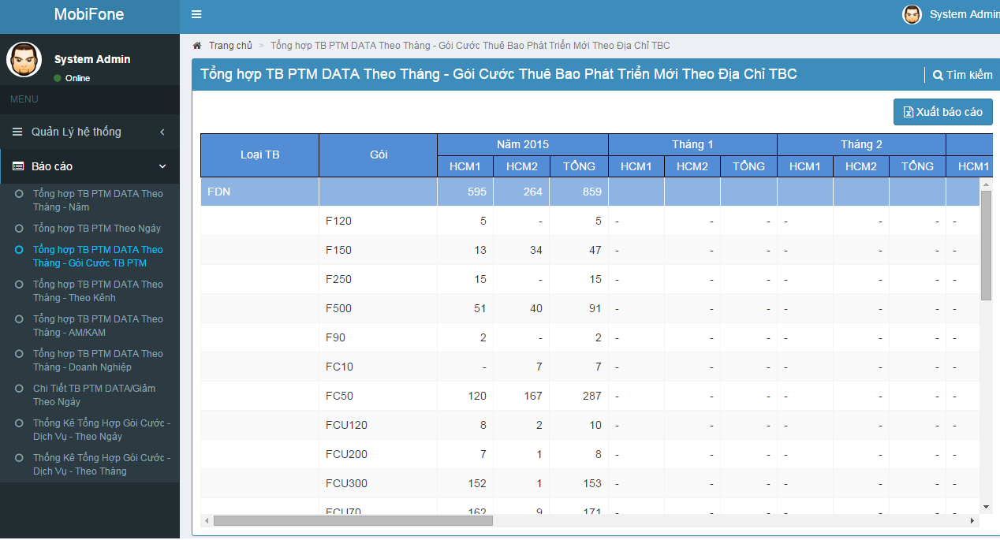 MobiFone
System Admin
System Admin
Online
MENU
Quản Lý hệ thống
Báo cáo
Tổng hợp TB PTM DATA Theo
Tháng - Năm
Tổng hợp TB PTM Theo Ngày
Tổng hợp TB PTM DATA Theo
Tháng - Gói Cước TB PTM
Tổng hợp TB PTM DATA Theo
Tháng - Theo Kênh
Tổng hợp TB PTM DATA Theo
Tháng - AM/KAM
Tổng hợp TB PTM DATA Theo
Tháng - Doanh Nghiệp
Chi Tiết TB PTM DATA/Giảm
Theo Ngày
Thống Kê Tổng Hợp Gói Cước -
Dịch Vụ - Theo Ngày
Thống Kê Tổng Hợp Gói Cước -
Dịch Vụ - Theo Tháng
Trang chủ > Tổng hợp TB PTM DATA Theo Tháng - Gói Cước Thuê Bao Phát Triển Mới Theo Địa Chỉ TBC
Tổng hợp TB PTM DATA Theo Tháng - Gói Cước Thuê Bao Phát Triển Mới Theo Địa Chỉ TBC
Tìm kiếm
Xuất báo cáo
Loại TB Gói Năm 2015 Tháng 1 Tháng 2
HCM1 HCM2 TỔNG HCM1 HCM2 TỔNG HCM1 HCM2 TỔNG HCM1
FDN 595 264 859
F120 5 - 5 - - - - - - -
F150 13 34 47 - - - - - - -
F250 15 - 15 - - - - - - -
F500 51 40 91 - - - - - - -
F90 2 - 2 - - - - - - -
FC10 - 7 7 - - - - - - -
FC50 120 167 287 - - - - - - -
FCU120 8 2 10 - - - - - - -
FCU200 7 1 8 - - - - - - -
FCU300 152 1 153 - - - - - - -
FCU70 162 9 171 - - - - - - -